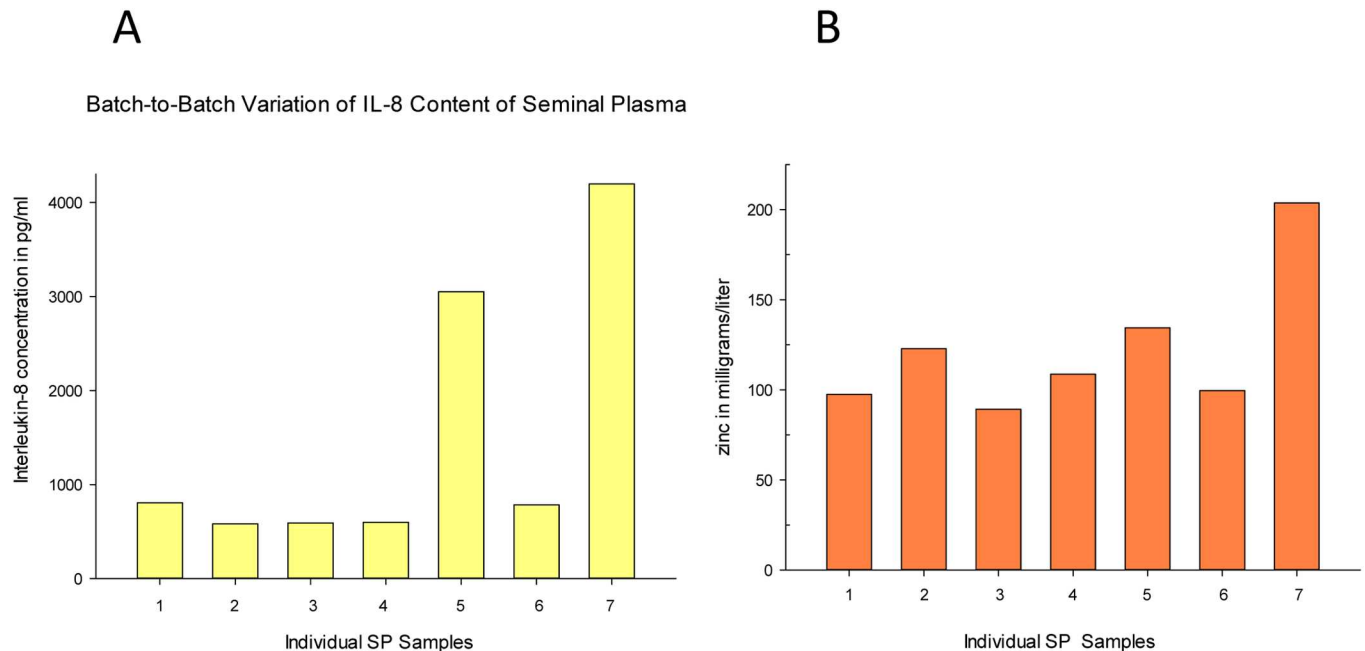 A
Batch-to-Batch Variation of IL-8 Content of Seminal Plasma
Interleukin-8 concentration in pg/ml
4000
3000
2000
1000
0
1 2 3 4 5 6 7
Individual SP Samples
B
zinc in milligrams/liter
200
150
100
50
0
1 2 3 4 5 6 7
Individual SP Samples